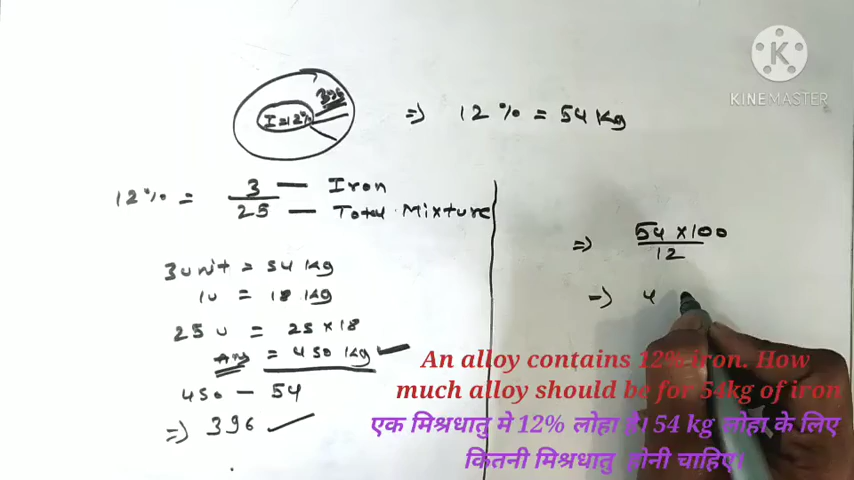 KINEMASTER
I=12%
396
=) 12% = 54 Kg
12% = 3 — Iron
25 — Total Mixture
3 unit = 54 Kg
1u = 18 Kg
25 u = 25 × 18
Ans = 450 Kg
450 — 54
=) 396
=) 54 × 100
12
=) 4
An alloy contains 12% iron. How
much alloy should be for 54kg of iron
एक मिश्रधातु मे 12% लोहा है। 54 kg लोहा के लिए
कितनी मिश्रधातु होनी चाहिए।